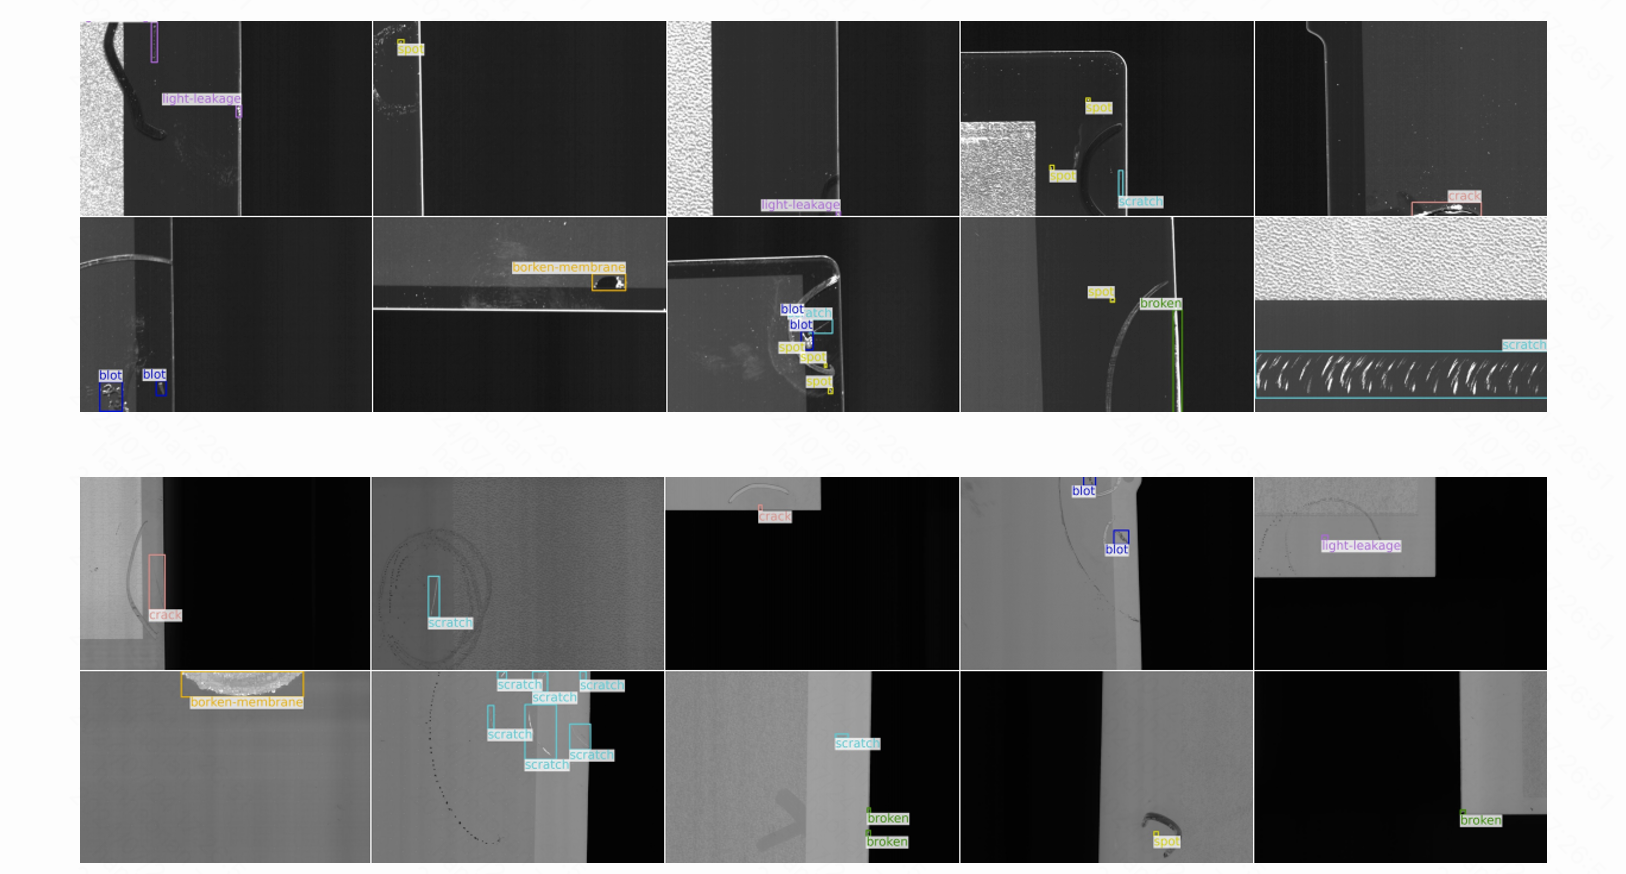 light-leakage
spot
light-leakage
spot
spot
scratch
crack
blot
blot
borken-membrane
blot
atch
blot
spot
spot
spot
spot
broken
scratch
crack
scratch
crack
blot
blot
light-leakage
borken-membrane
scratch
scratch
scratch
scratch
scratch
scratch
scratch
broken
broken
spot
broken